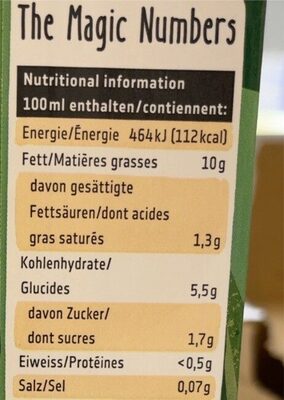 The Magic Numbers
Nutritional information
100ml enthalten/contiennent:
Energie/Énergie 464kJ (112kcal)
Fett/Matières grasses 10g
davon gesättigte
Fettsäuren/dont acides
gras saturés 1,3g
Kohlenhydrate/
Glucides 5,5g
davon Zucker/
dont sucres 1,7g
Eiweiss/Protéines <0,5g
Salz/Sel 0,07g